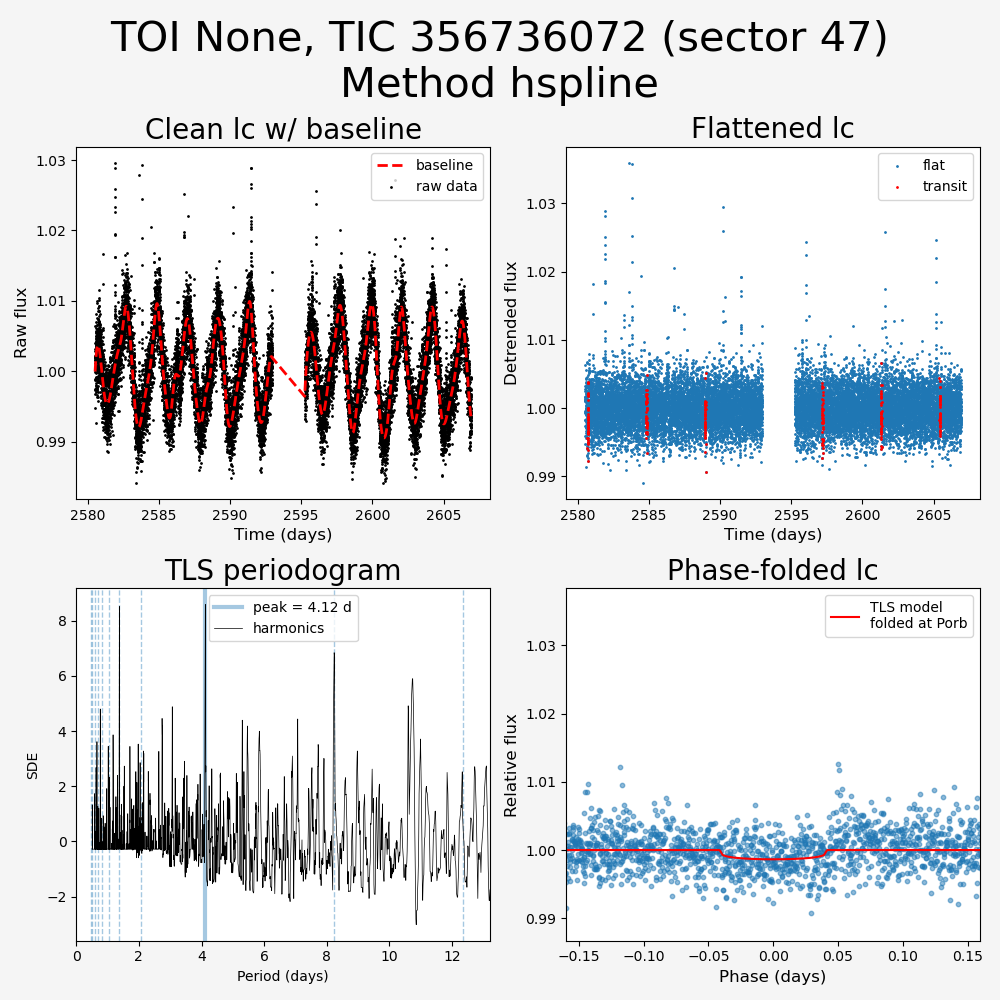 TOI None, TIC 356736072 (sector 47)
Method hspline
Clean lc w/ baseline
Raw flux
1.03
1.02
1.01
1.00
0.99
baseline
raw data
2580
2585
2590
2595
2600
2605
Time (days)
Flattened lc
Detrended flux
1.03
1.02
1.01
1.00
0.99
flat
transit
2580
2585
2590
2595
2600
2605
Time (days)
TLS periodogram
SDE
8
6
4
2
0
−2
peak = 4.12 d
harmonics
0
2
4
6
8
10
12
Period (days)
Phase-folded lc
Relative flux
1.03
1.02
1.01
1.00
0.99
TLS model
folded at Porb
−0.15
−0.10
−0.05
0.00
0.05
0.10
0.15
Phase (days)